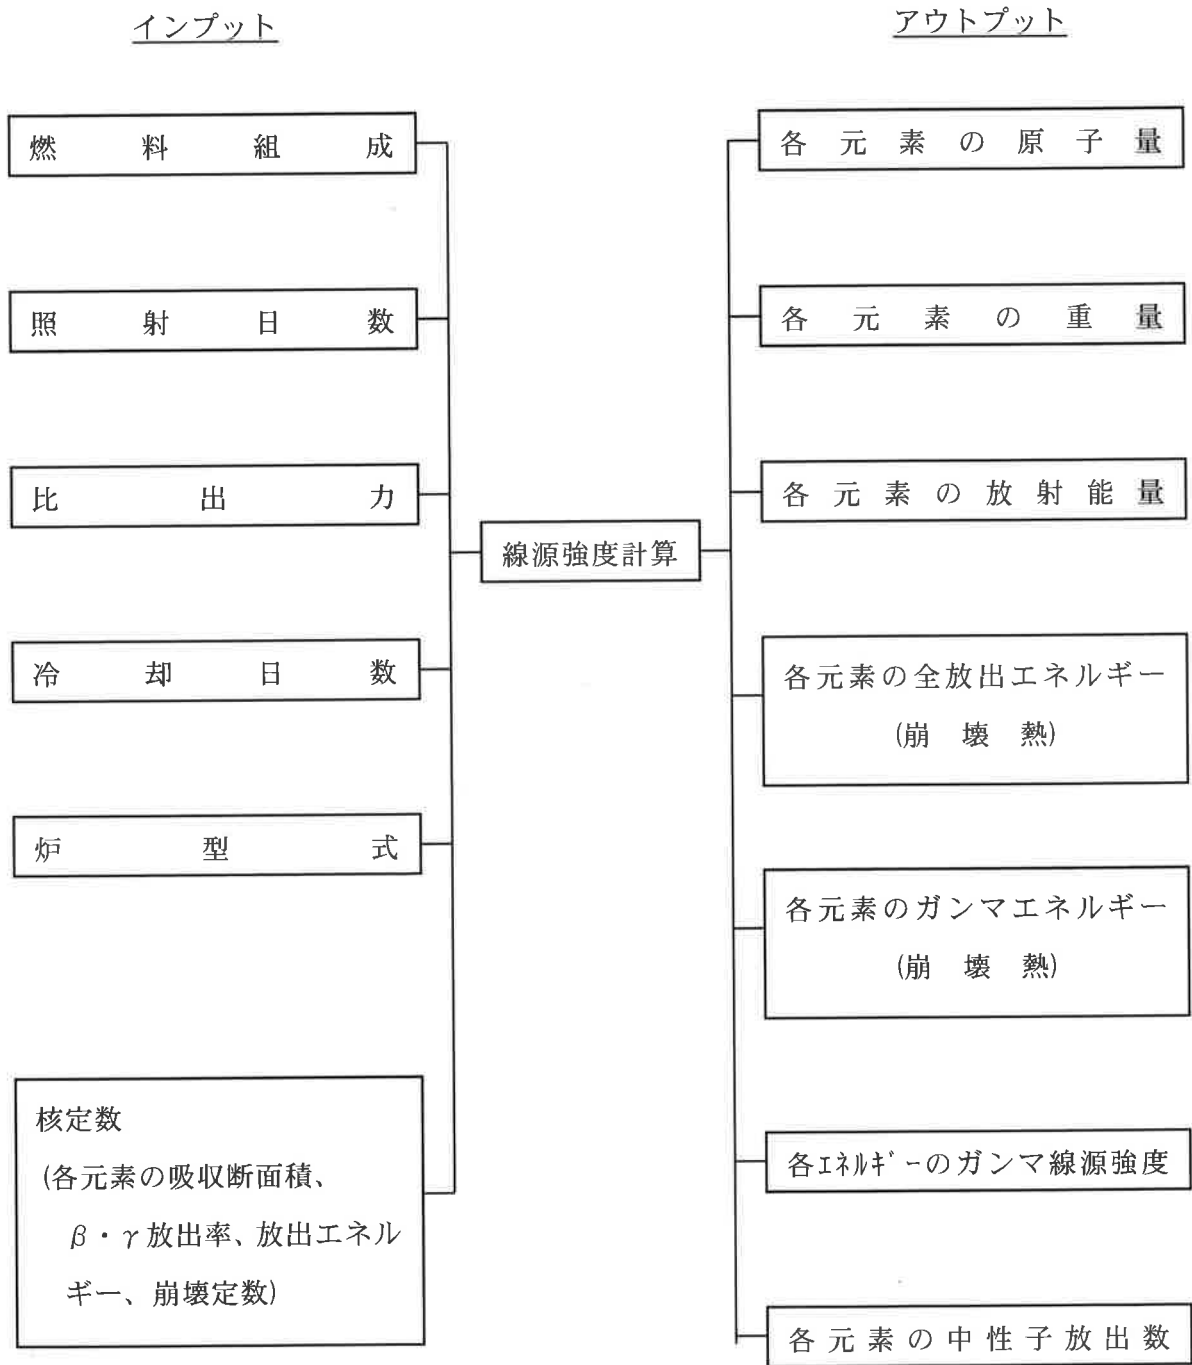 インプット
燃料組成
照射日数
比出力
冷却日数
炉型式
核定数
(各元素の吸収断面積、
β・γ放出率、放出エネル
ギー、崩壊定数)
線源強度計算
アウトプット
各元素の原子量
各元素の重量
各元素の放射能量
各元素の全放出エネルギー
(崩壊熱)
各元素のガンマエネルギー
(崩壊熱)
各エネルギーのガンマ線源強度
各元素の中性子放出数